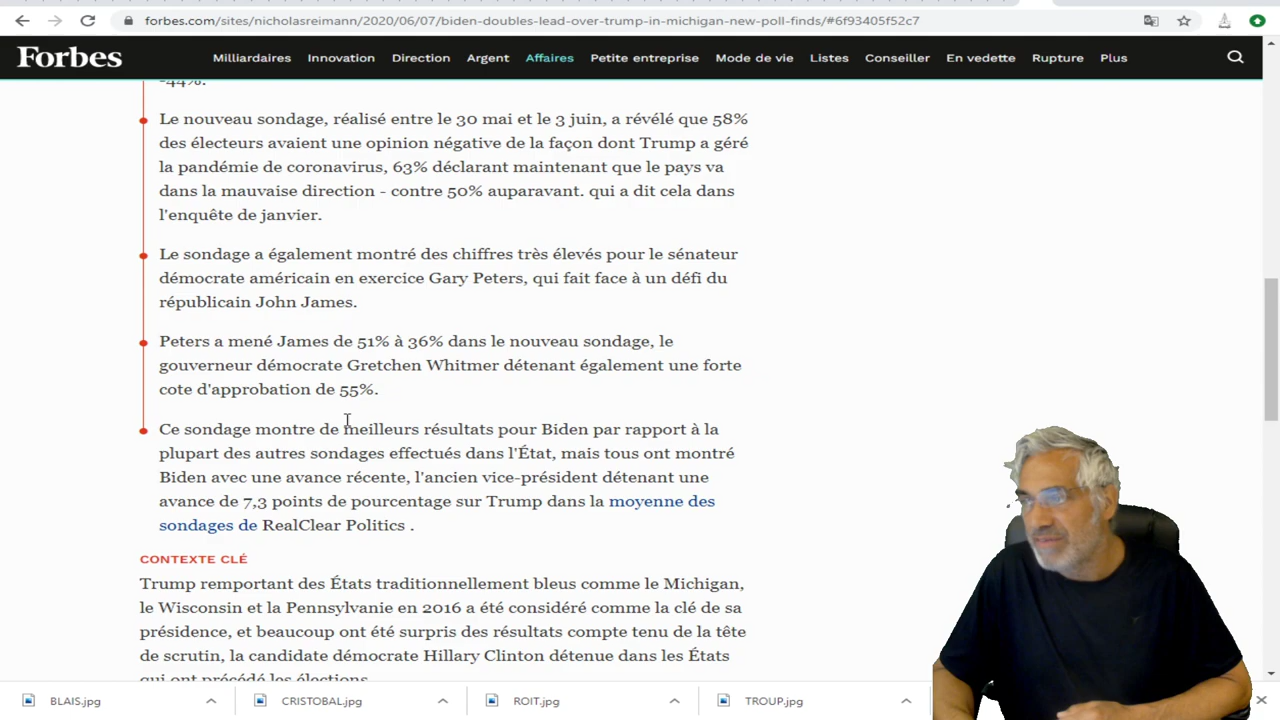 forbes.com/sites/nicholasreimann/2020/06/07/biden-doubles-lead-over-trump-in-michigan-new-poll-finds/#6f93405f52c7
Forbes Milliardaires Innovation Direction Argent Affaires Petite entreprise Mode de vie Listes Conseiller En vedette Rupture Plus
-44%.
Le nouveau sondage, réalisé entre le 30 mai et le 3 juin, a révélé que 58%
des électeurs avaient une opinion négative de la façon dont Trump a géré
la pandémie de coronavirus, 63% déclarant maintenant que le pays va
dans la mauvaise direction - contre 50% auparavant. qui a dit cela dans
l'enquête de janvier.
Le sondage a également montré des chiffres très élevés pour le sénateur
démocrate américain en exercice Gary Peters, qui fait face à un défi du
républicain John James.
Peters a mené James de 51% à 36% dans le nouveau sondage, le
gouverneur démocrate Gretchen Whitmer détenant également une forte
cote d'approbation de 55%.
Ce sondage montre de meilleurs résultats pour Biden par rapport à la
plupart des autres sondages effectués dans l'État, mais tous ont montré
Biden avec une avance récente, l'ancien vice-président détenant une
avance de 7,3 points de pourcentage sur Trump dans la moyenne des
sondages de RealClear Politics .
CONTEXTE CLÉ
Trump remportant des États traditionnellement bleus comme le Michigan,
le Wisconsin et la Pennsylvanie en 2016 a été considéré comme la clé de sa
présidence, et beaucoup ont été surpris des résultats compte tenu de la tête
de scrutin, la candidate démocrate Hillary Clinton détenue dans les États
qui ont précédé les élections.
BLAIS.jpg CRISTOBAL.jpg ROIT.jpg TROUP.jpg